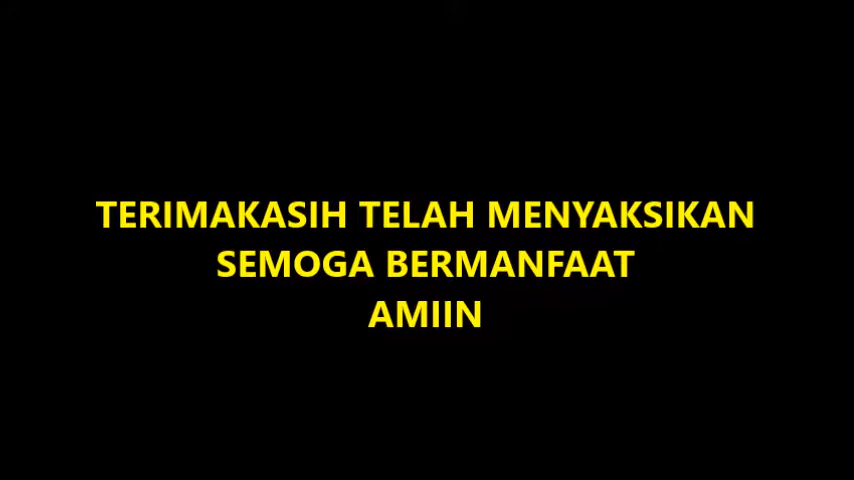 TERIMAKASIH TELAH MENYAKSIKAN
SEMOGA BERMANFAAT
AMIIN